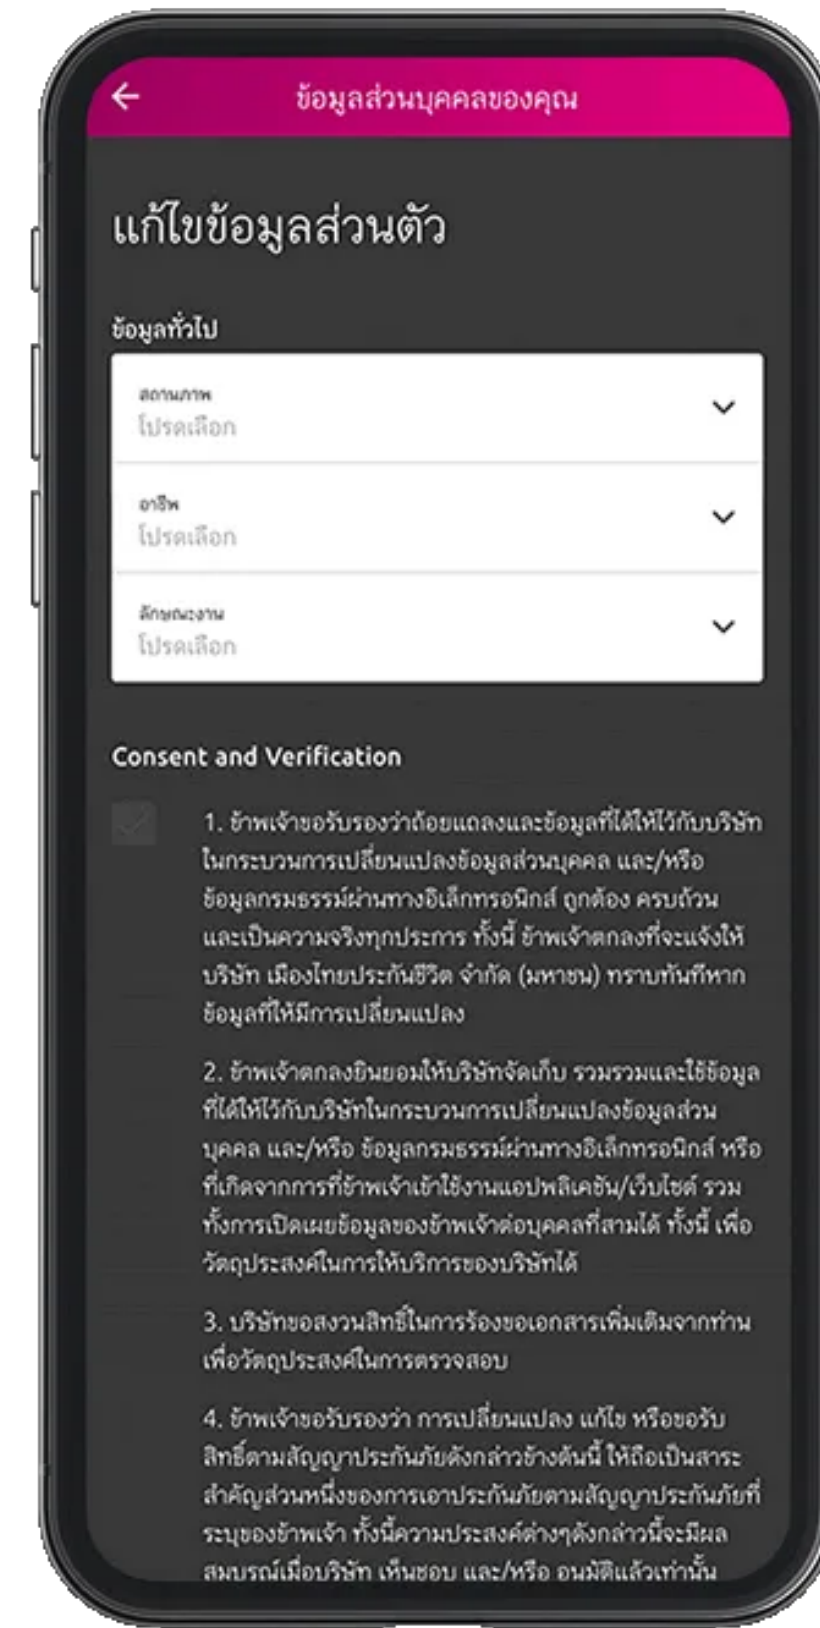 ข้อมูลส่วนบุคคลของคุณ
แก้ไขข้อมูลส่วนตัว
ข้อมูลทั่วไป
สถานภาพ
โปรดเลือก
อาชีพ
โปรดเลือก
ลักษณะงาน
โปรดเลือก
Consent and Verification
1. ข้าพเจ้าขอรับรองว่าถ้อยแถลงและข้อมูลที่ได้ให้ไว้กับบริษัท
ในกระบวนการเปลี่ยนแปลงข้อมูลส่วนบุคคล และ/หรือ
ข้อมูลกรมธรรม์ผ่านทางอิเล็กทรอนิกส์ ถูกต้อง ครบถ้วน
และเป็นความจริงทุกประการ ทั้งนี้ ข้าพเจ้าตกลงที่จะแจ้งให้
บริษัท เมืองไทยประกันชีวิต จำกัด (มหาชน) ทราบทันทีหาก
ข้อมูลที่ให้มีการเปลี่ยนแปลง
2. ข้าพเจ้าตกลงยินยอมให้บริษัทจัดเก็บ รวมรวมและใช้ข้อมูล
ที่ได้ให้ไว้กับบริษัทในกระบวนการเปลี่ยนแปลงข้อมูลส่วน
บุคคล และ/หรือ ข้อมูลกรมธรรม์ผ่านทางอิเล็กทรอนิกส์ หรือ
ที่เกิดจากการที่ข้าพเจ้าเข้าใช้งานแอปพลิเคชัน/เว็บไซต์ รวม
ทั้งการเปิดเผยข้อมูลของข้าพเจ้าต่อบุคคลที่สามได้ ทั้งนี้ เพื่อ
วัตถุประสงค์ในการให้บริการของบริษัทได้
3. บริษัทขอสงวนสิทธิ์ในการร้องขอเอกสารเพิ่มเติมจากท่าน
เพื่อวัตถุประสงค์ในการตรวจสอบ
4. ข้าพเจ้าขอรับรองว่า การเปลี่ยนแปลง แก้ไข หรือขอรับ
สิทธิ์ตามสัญญาประกันภัยดังกล่าวข้างต้นนี้ ให้ถือเป็นสาระ
สำคัญส่วนหนึ่งของการเอาประกันภัยตามสัญญาประกันภัยที่
ระบุของข้าพเจ้า ทั้งนี้ความประสงค์ต่างๆดังกล่าวนี้จะมีผล
สมบูรณ์เมื่อบริษัท เห็นชอบ และ/หรือ อนุมัติแล้วเท่านั้น